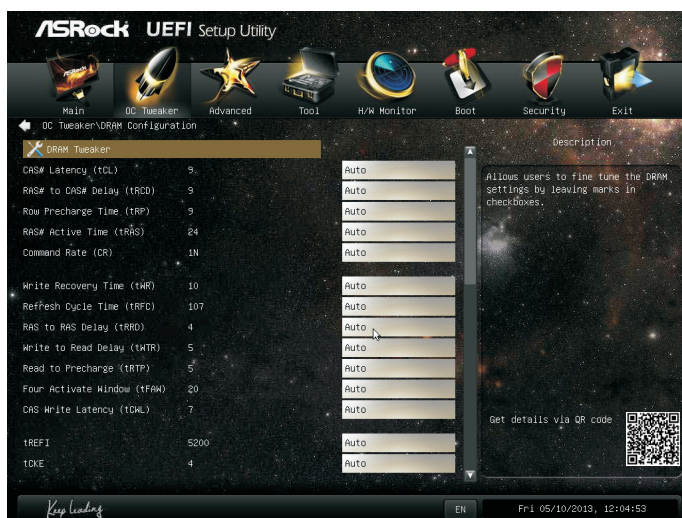 ASRock UEFI Setup Utility
Main OC Tweaker Advanced Tool H/W Monitor Boot Security Exit
OC Tweaker\DRAM Configuration
DRAM Tweaker
CAS# Latency (tCL) 9 Auto
RAS# to CAS# Delay (tRCD) 9 Auto
Row Precharge Time (tRP) 9 Auto
RAS# Active Time (tRAS) 24 Auto
Command Rate (CR) 1N Auto
Write Recovery Time (tWR) 10 Auto
Refresh Cycle Time (tRFC) 107 Auto
RAS to RAS Delay (tRRD) 4 Auto
Write to Read Delay (tWTR) 5 Auto
Read to Precharge (tRTP) 5 Auto
Four Activate Window (tFAW) 20 Auto
CAS Write Latency (tCWL) 7 Auto
tREFI 5200 Auto
tCKE 4 Auto
Description
Allows users to fine tune the DRAM
settings by leaving marks in
checkboxes.
Get details via QR code
Keep Leading
EN
Fri 05/10/2013, 12:04:53